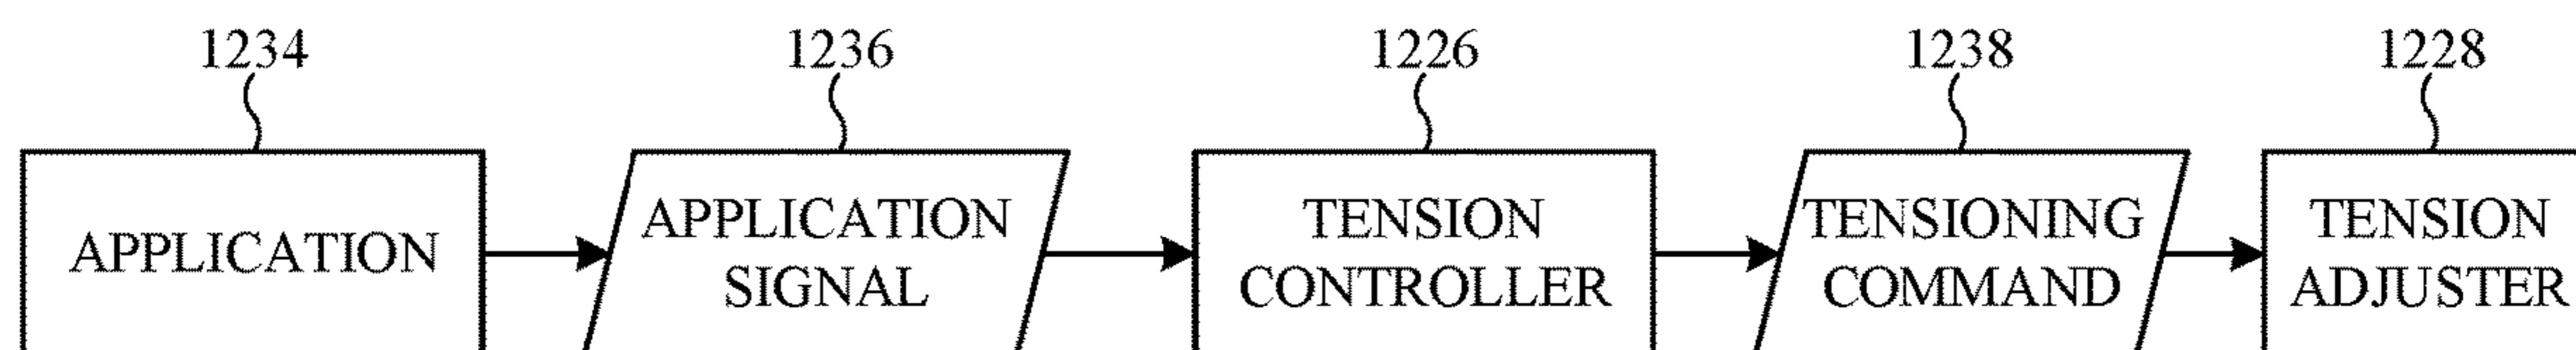 1234
1236
1226
1238
1228
APPLICATION
APPLICATION
SIGNAL
TENSION
CONTROLLER
TENSIONING
COMMAND
TENSION
ADJUSTER